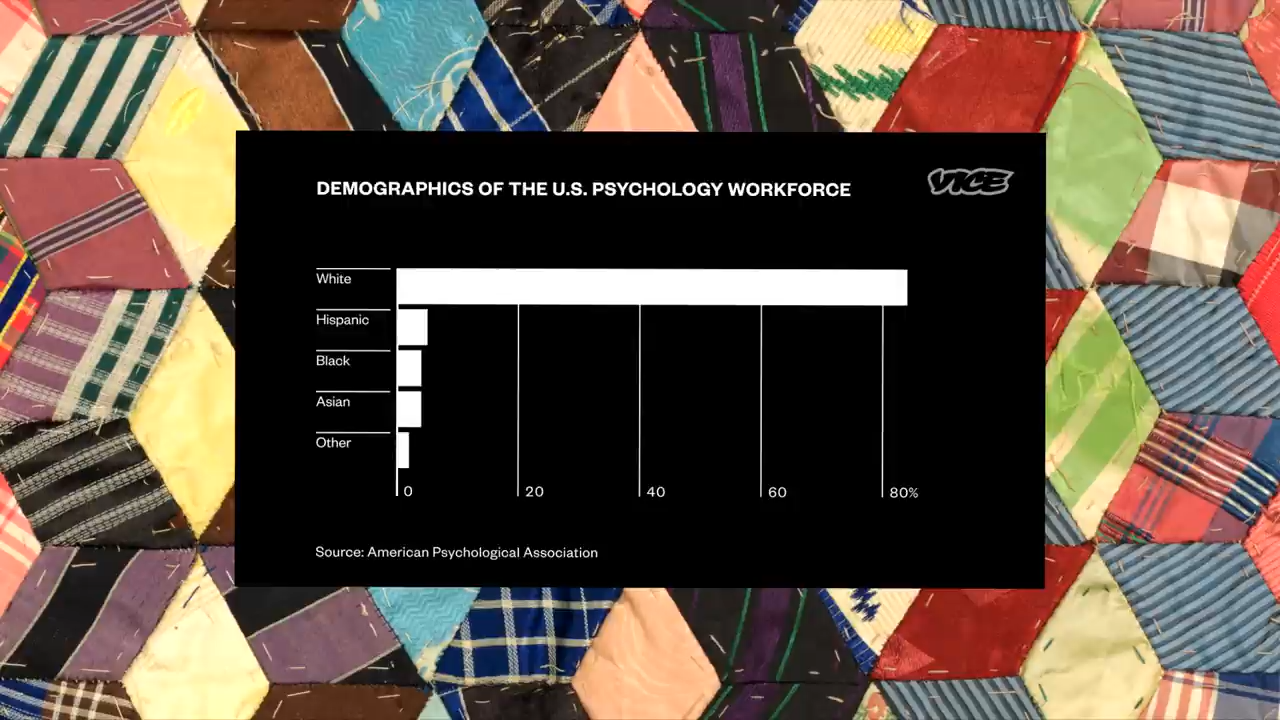 DEMOGRAPHICS OF THE U.S. PSYCHOLOGY WORKFORCE
VICE
White
Hispanic
Black
Asian
Other
0 20 40 60 80%
Source: American Psychological Association